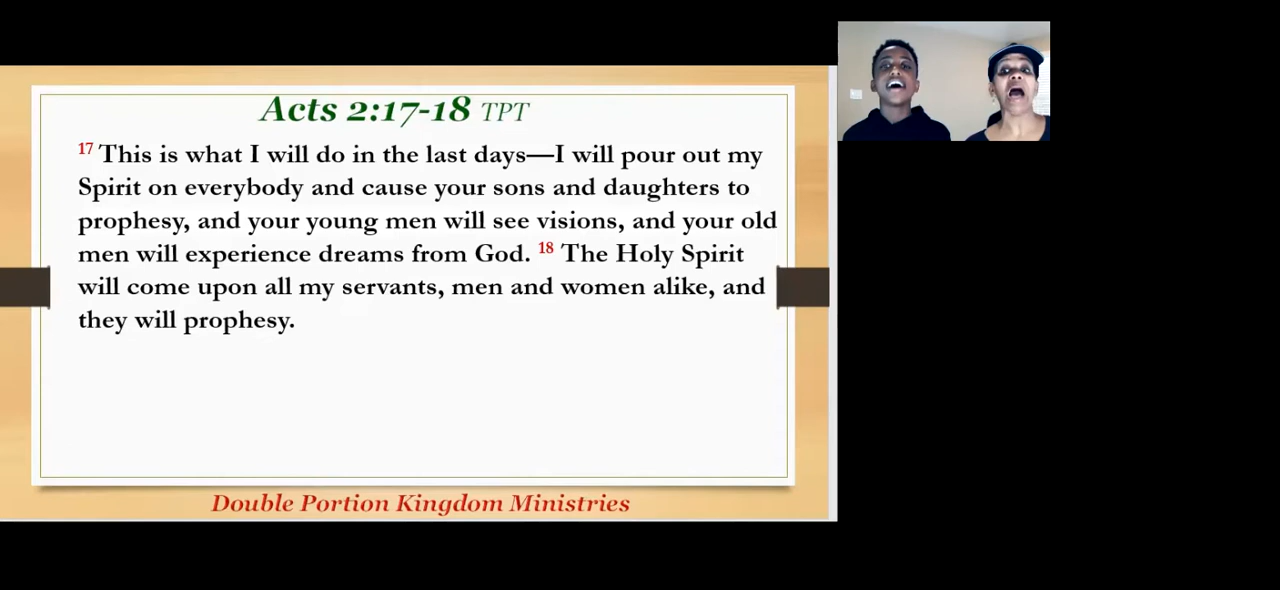 Acts 2:17-18 TPT
17 This is what I will do in the last days—I will pour out my
Spirit on everybody and cause your sons and daughters to
prophesy, and your young men will see visions, and your old
men will experience dreams from God. 18 The Holy Spirit
will come upon all my servants, men and women alike, and
they will prophesy.
Double Portion Kingdom Ministries